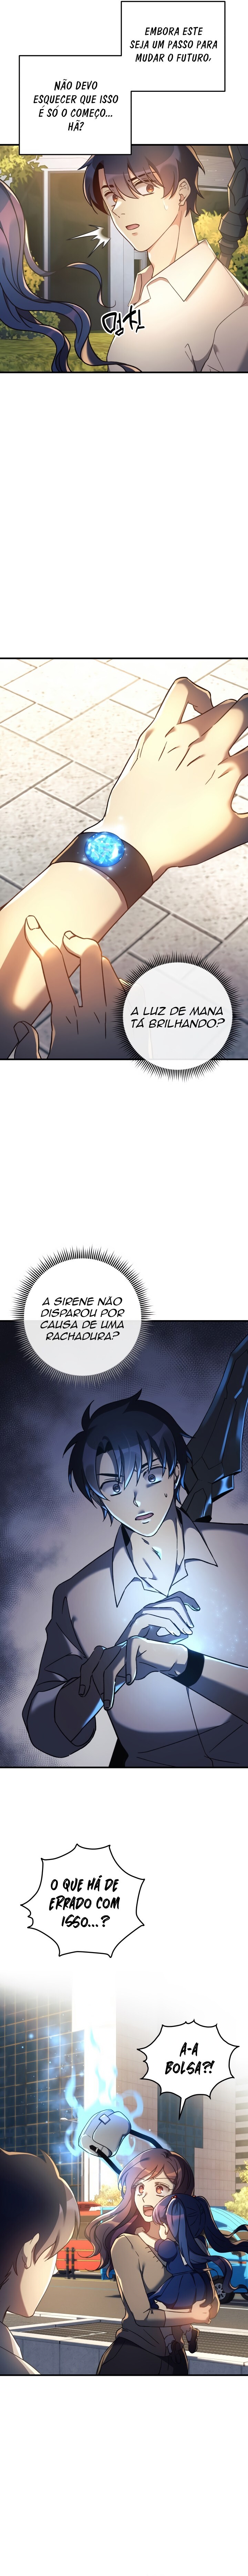 EMBORA ESTE
SEJA UM PASSO PARA
MUDAR O FUTURO,
NÃO DEVO
ESQUECER QUE ISSO
É SÓ O COMEÇO...
HÃ?
멈칫
A LUZ DE MANA
TÁ BRILHANDO?
A SIRENE NÃO
DISPAROU POR
CAUSA DE UMA
RACHADURA?
O QUE HÁ DE
ERRADO COM
ISSO...?
A-A
BOLSA?!